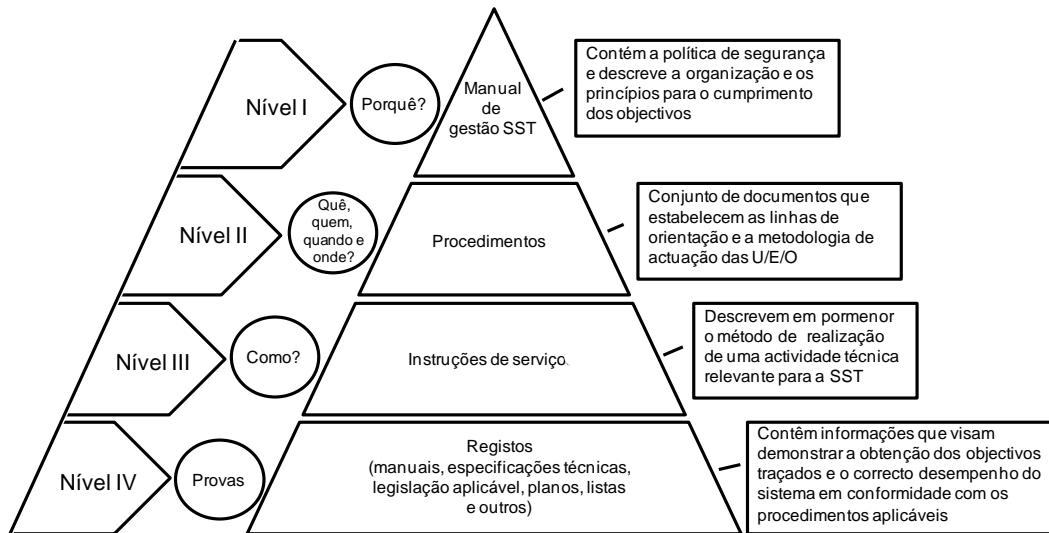 Nível I
Porquê?
Manual
de
gestão SST
Contém a política de segurança
e descreve a organização e os
princípios para o cumprimento
dos objectivos
Nível II
Quê,
quem,
quando e
onde?
Procedimentos
Conjunto de documentos que
estabelecem as linhas de
orientação e a metodologia de
actuação das U/E/O
Nível III
Como?
Instruções de serviço.
Descrevem em pormenor
o método de realização
de uma actividade técnica
relevante para a SST
Nível IV
Provas
Registos
(manuais, especificações técnicas,
legislação aplicável, planos, listas
e outros)
Contêm informações que visam
demonstrar a obtenção dos objectivos
traçados e o correcto desempenho do
sistema em conformidade com os
procedimentos aplicáveis